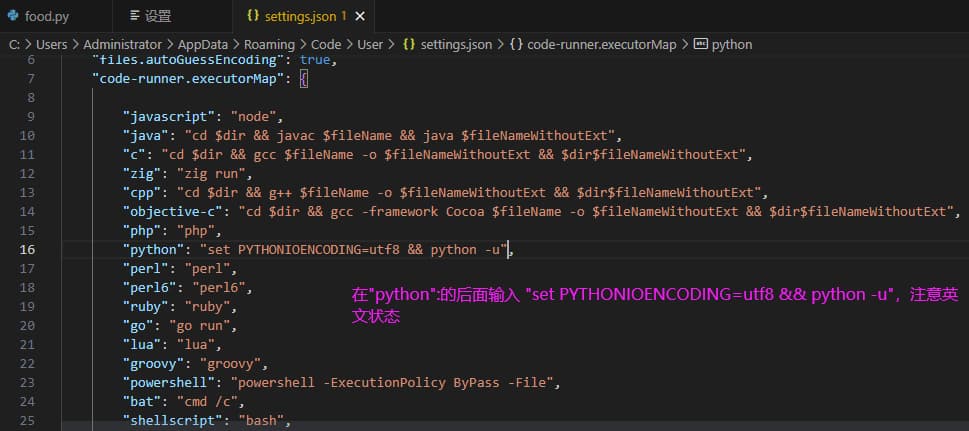 food.py
设置
settings.json 1
C: > Users > Administrator > AppData > Roaming > Code > User > {} settings.json > {} code-runner.executorMap > abc python
6 "files.autoGuessEncoding": true,
7 "code-runner.executorMap": {
8
9 "javascript": "node",
10 "java": "cd $dir && javac $fileName && java $fileNameWithoutExt",
11 "c": "cd $dir && gcc $fileName -o $fileNameWithoutExt && $dir$fileNameWithoutExt",
12 "zig": "zig run",
13 "cpp": "cd $dir && g++ $fileName -o $fileNameWithoutExt && $dir$fileNameWithoutExt",
14 "objective-c": "cd $dir && gcc -framework Cocoa $fileName -o $fileNameWithoutExt && $dir$fileNameWithoutExt",
15 "php": "php",
16 "python": "set PYTHONIOENCODING=utf8 && python -u",
17 "perl": "perl",
18 "perl6": "perl6",
19 "ruby": "ruby",
20 "go": "go run",
21 "lua": "lua",
22 "groovy": "groovy",
23 "powershell": "powershell -ExecutionPolicy ByPass -File",
24 "bat": "cmd /c",
25 "shellscript": "bash",
在"python":的后面输入 "set PYTHONIOENCODING=utf8 && python -u"，注意英
文状态